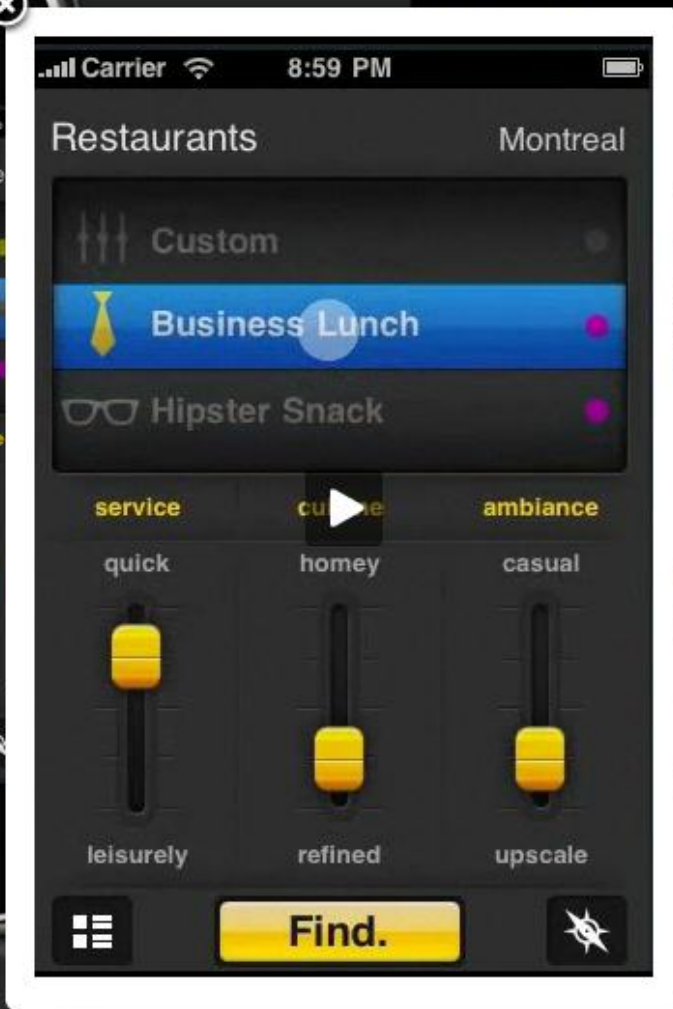 Carrier 8:59 PM
Restaurants Montreal
Custom
Business Lunch
Hipster Snack
service ambiance
quick homey casual
leisurely refined upscale
Find.